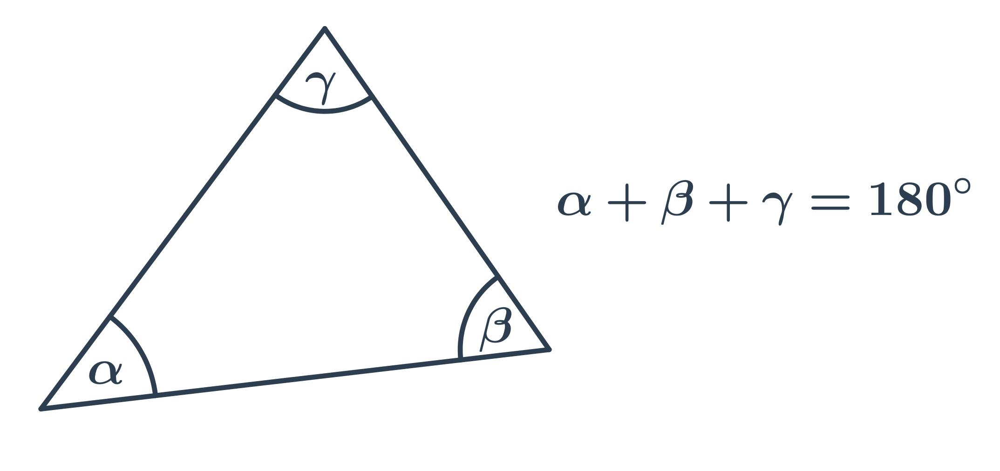 γ
α + β + γ = 180°
β
α